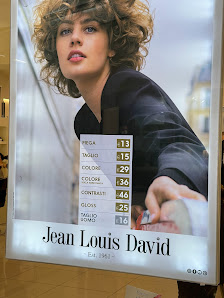 PIEGA €13
TAGLIO €15
COLORE €29
COLORE €36
CONTRASTI €46
GLOSS €25
TAGLIO UOMO €16
Jean Louis David
Est. 1961